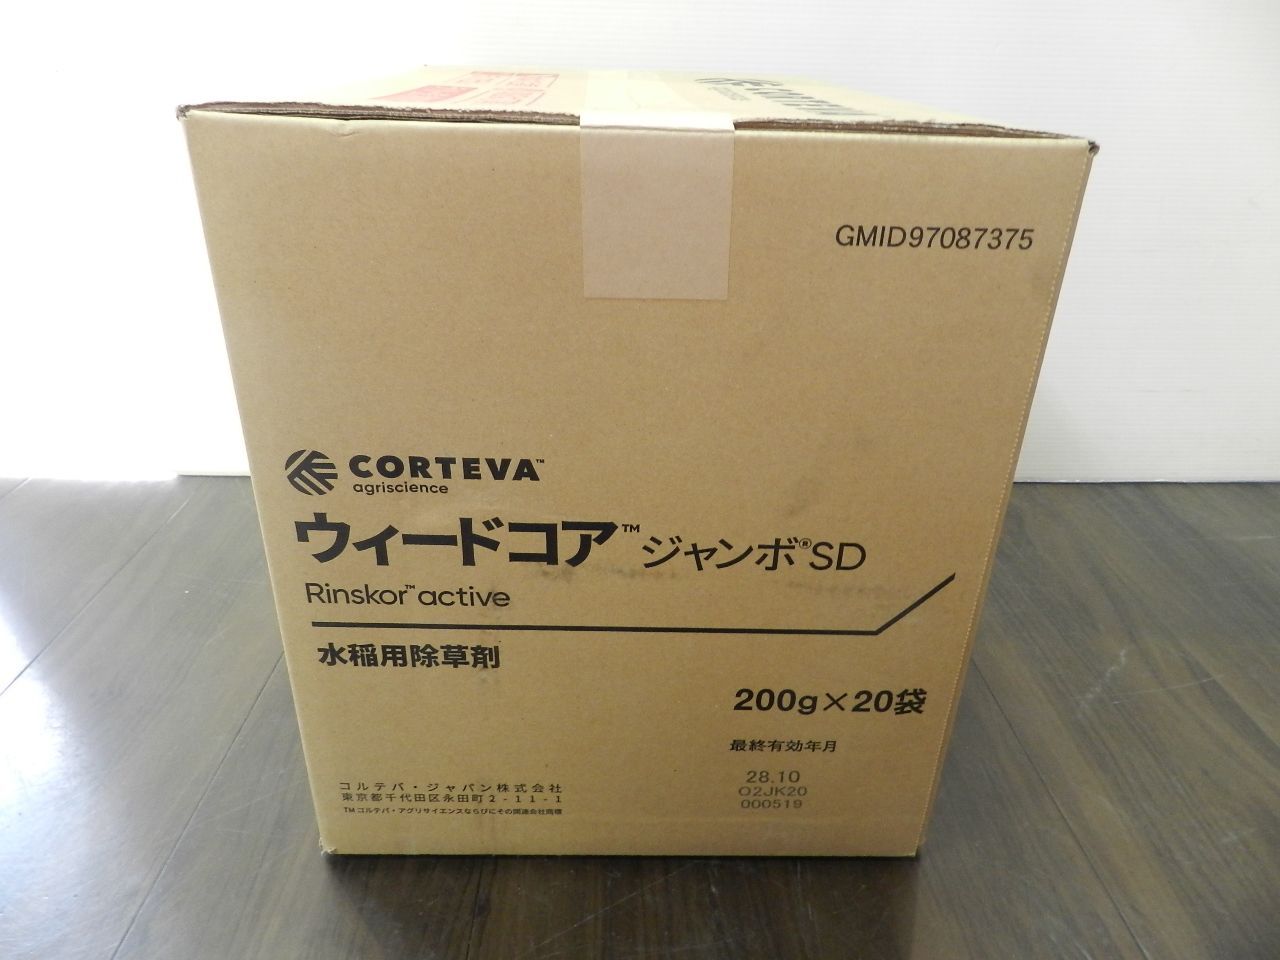 CORTEVA
GMID97087375
CORTEVA™
agriscience
ウィードコア™ジャンボ®SD
Rinskor™active
水稲用除草剤
200g×20袋
最終有効年月
28.10
O2JK20
000519
コルテバ・ジャパン株式会社
東京都千代田区永田町2-11-1
TMコルテバ・アグリサイエンスならびにその関連会社商標